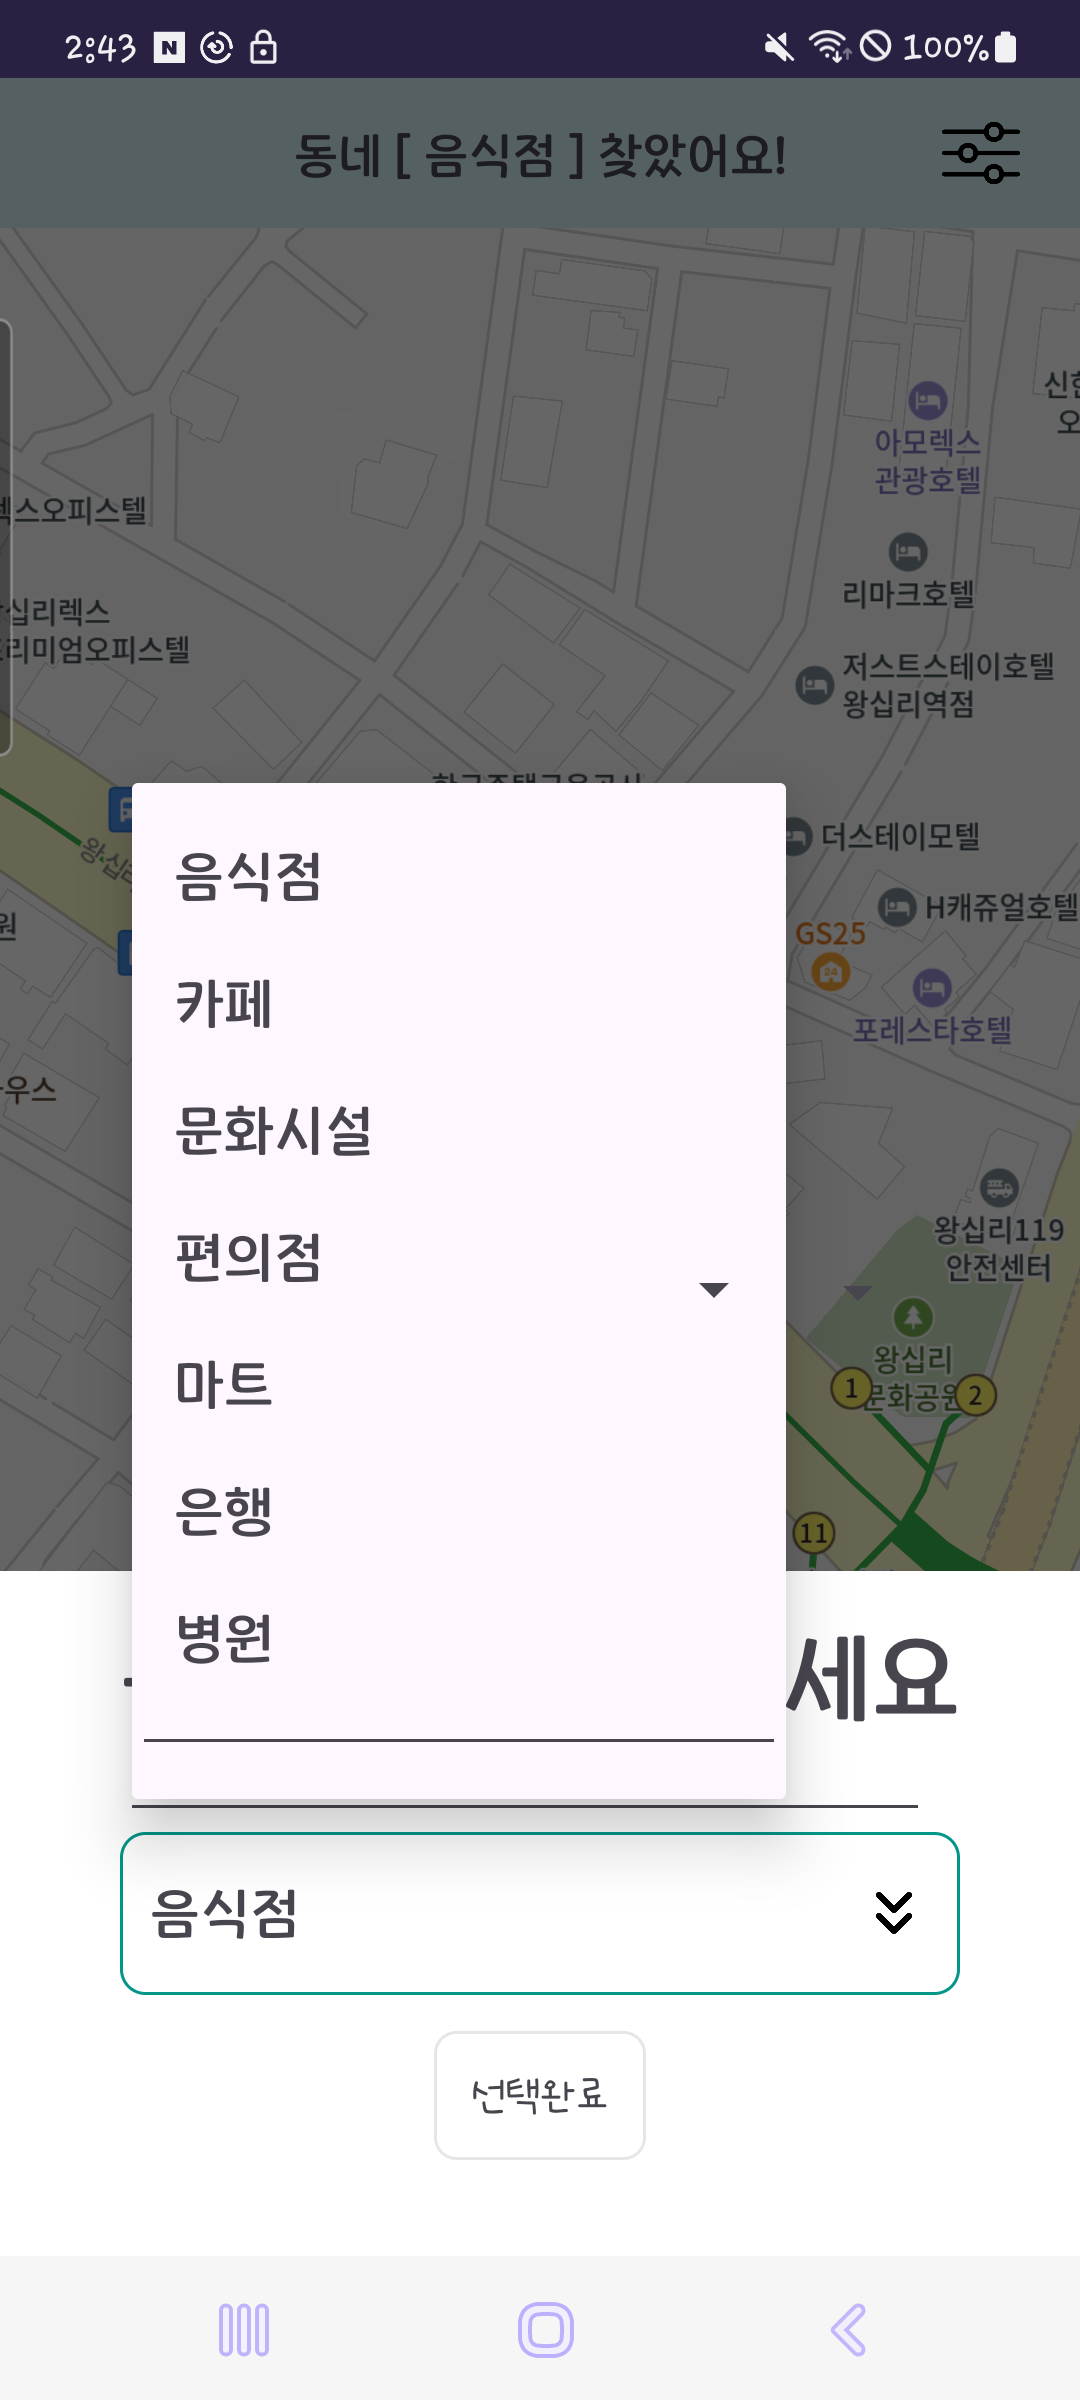 2:43
100%
동네 [ 음식점 ] 찾았어요!
아모렉스
관광호텔
스오피스텔
리마크호텔
십리렉스
리미엄오피스텔
저스트스테이호텔
왕십리역점
더스테이모텔
H캐쥬얼호텔
GS25
24
포레스타호텔
우스
왕십리119
안전센터
왕십리
문화공원
1
2
11
음식점
카페
문화시설
편의점
마트
은행
병원
세요
음식점
선택완료